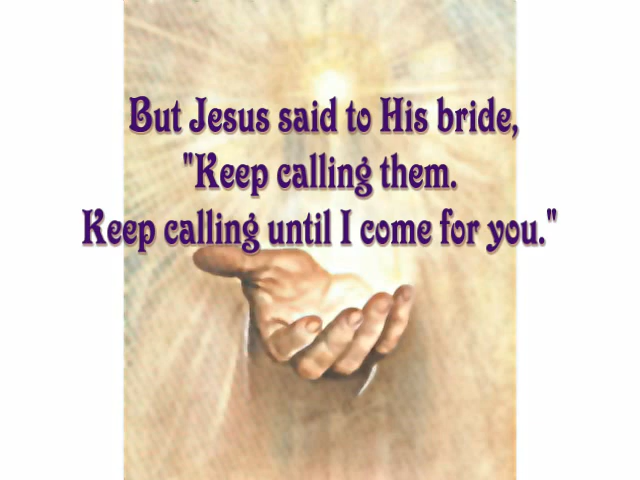 But Jesus said to His bride,
"Keep calling them.
Keep calling until I come for you."